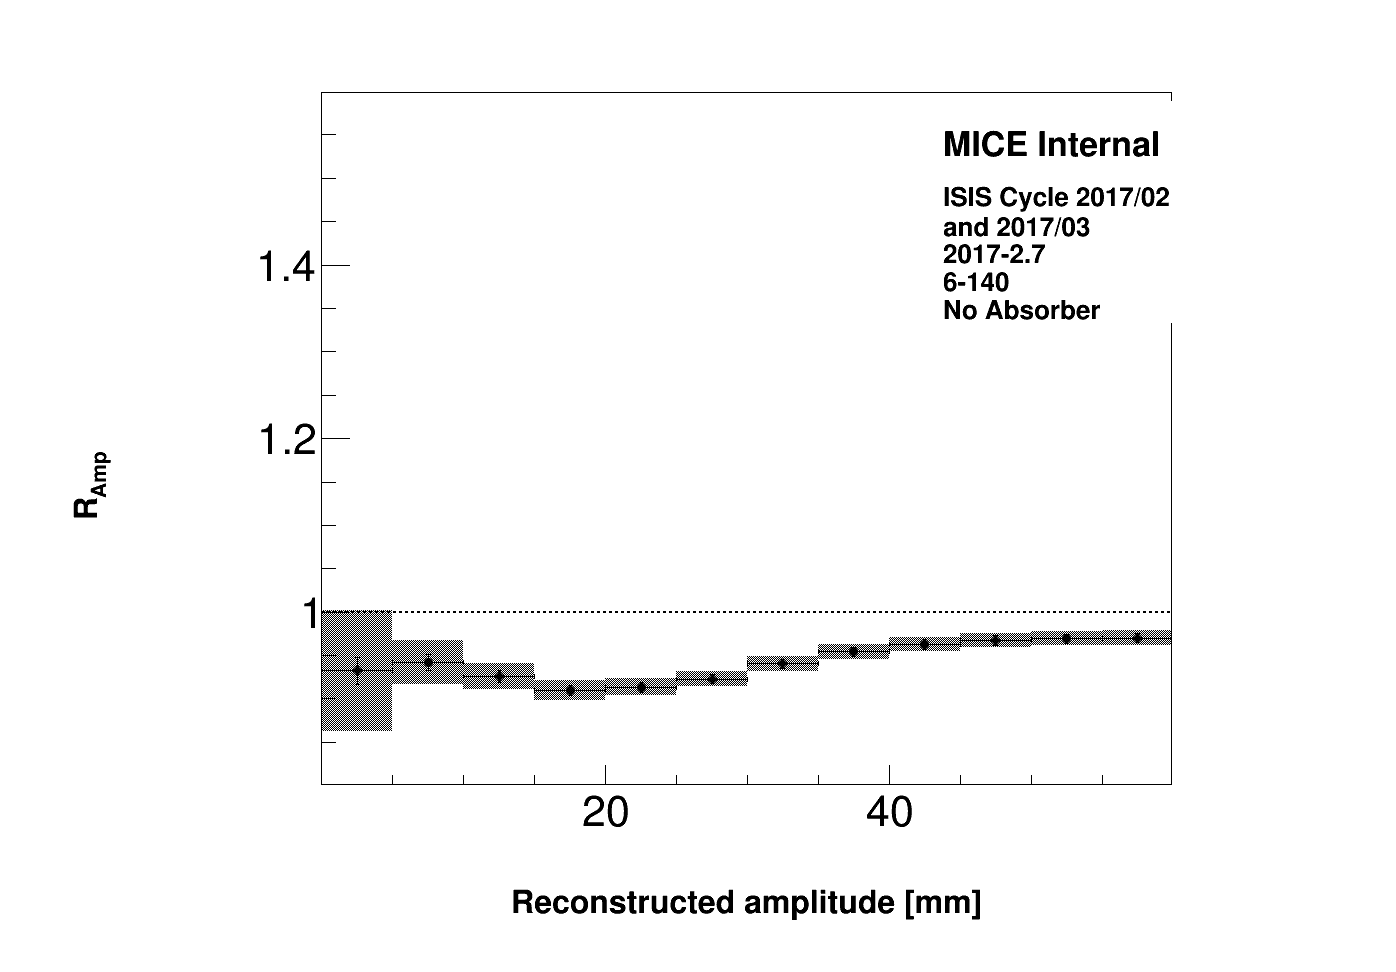 MICE Internal
ISIS Cycle 2017/02
and 2017/03
2017-2.7
6-140
No Absorber
1.4
1.2
1
R_Amp
20 40
Reconstructed amplitude [mm]